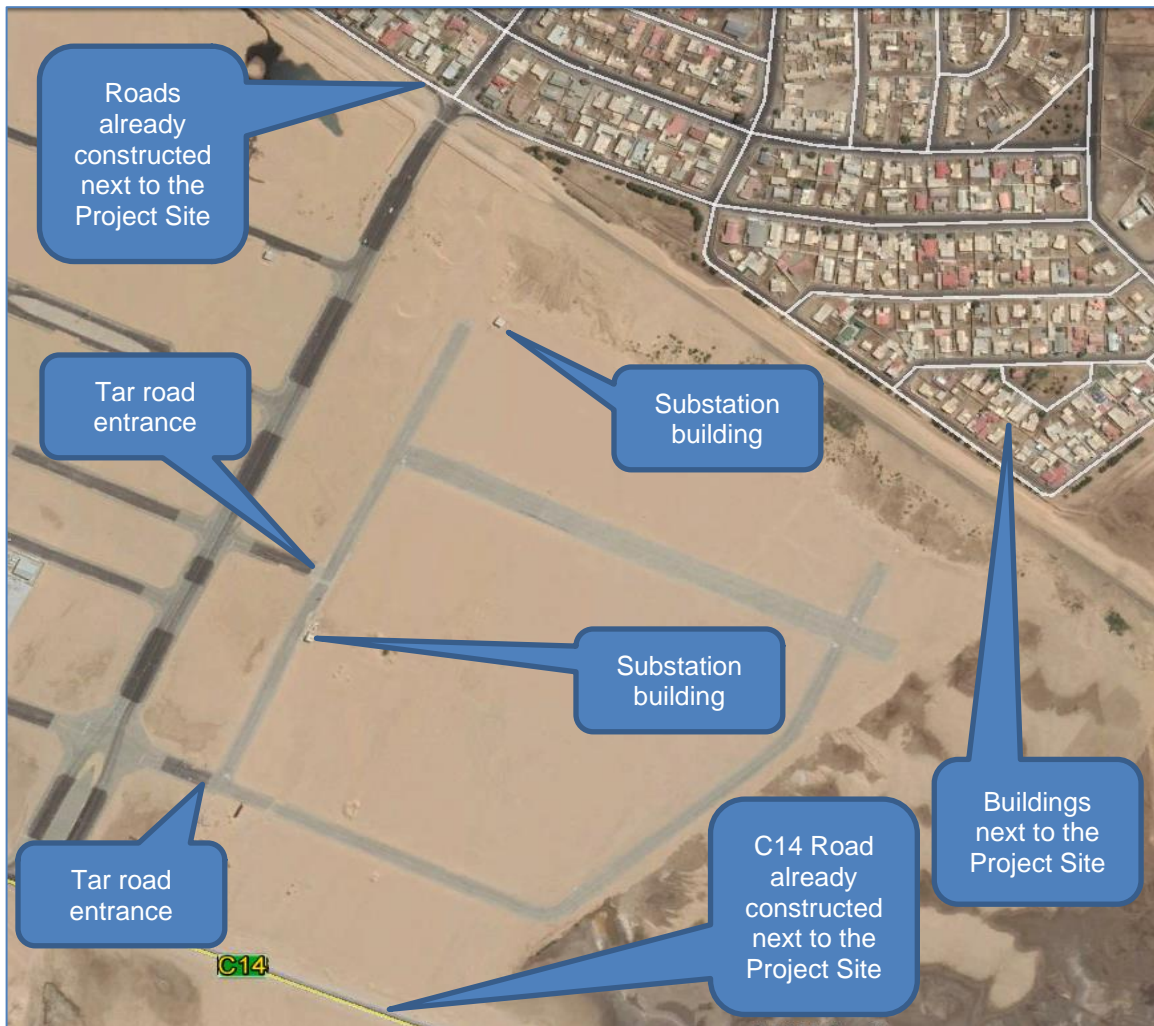 Roads
already
constructed
next to the
Project Site
Tar road
entrance
Substation
building
Substation
building
Tar road
entrance
C14 Road
already
constructed
next to the
Project Site
Buildings
next to the
Project Site
C14